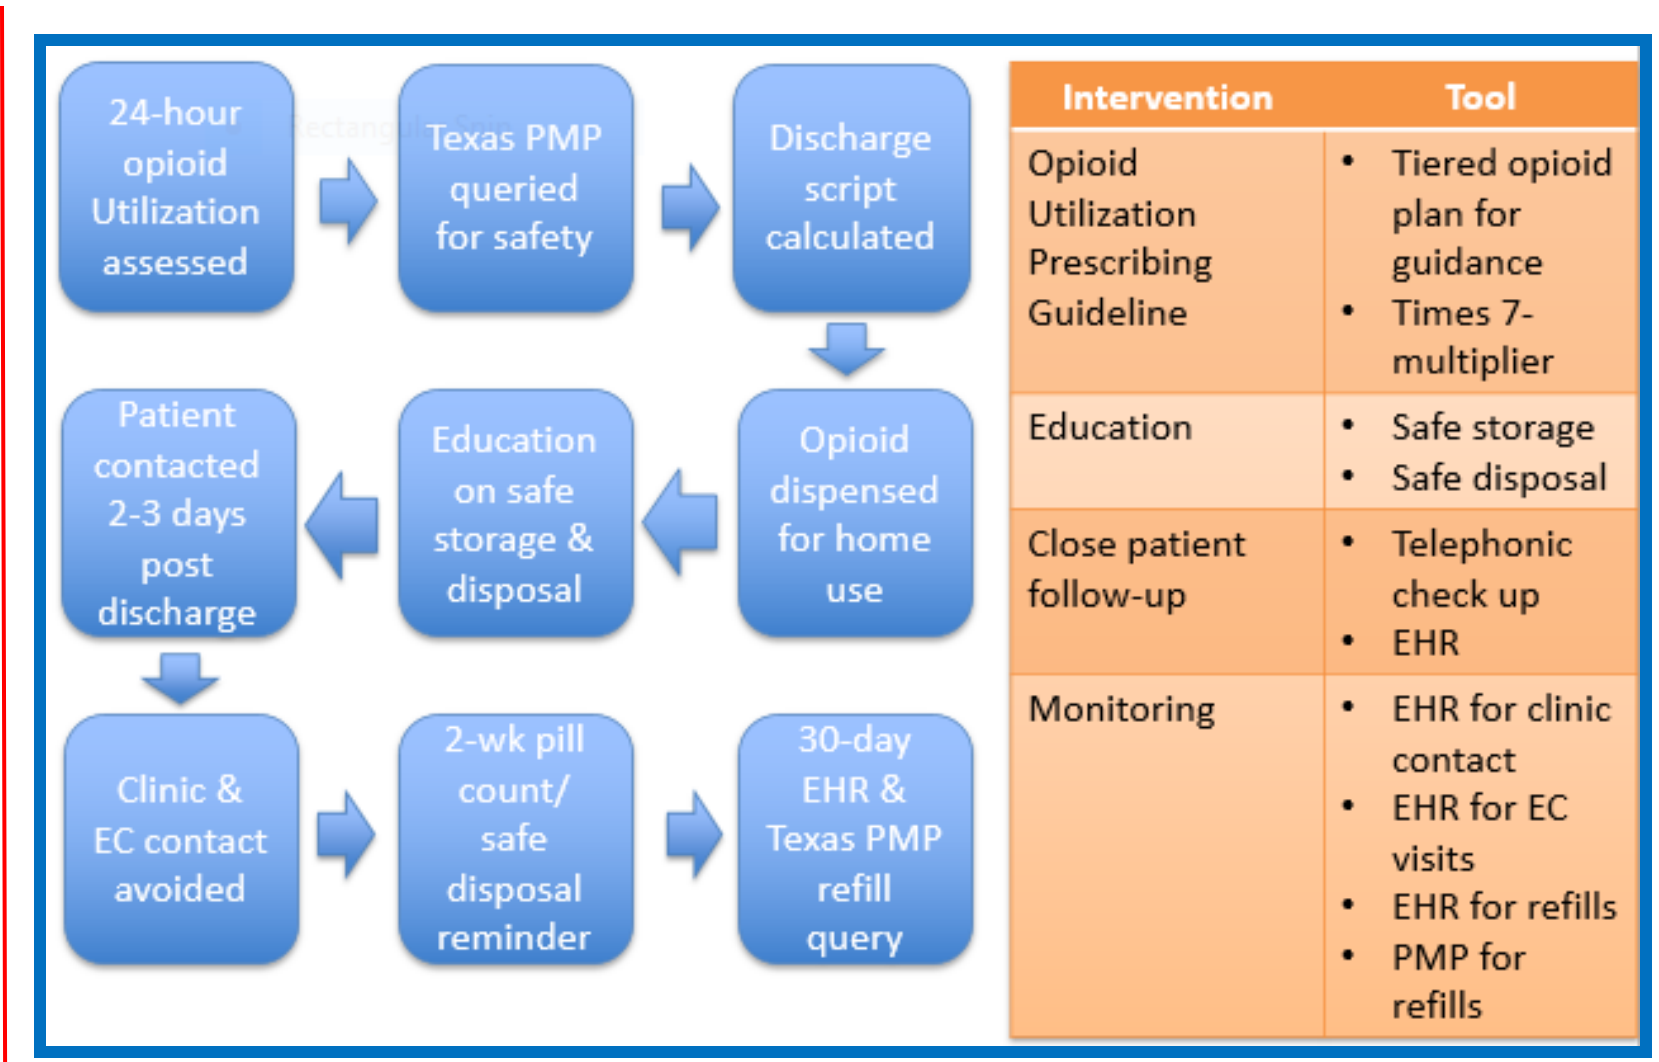 24-hour
opioid
Utilization
assessed
Texas PMP
queried
for safety
Discharge
script
calculated
Opioid
dispensed
for home
use
Education
on safe
storage &
disposal
Patient
contacted
2-3 days
post
discharge
Clinic &
EC contact
avoided
2-wk pill
count/
safe
disposal
reminder
30-day
EHR &
Texas PMP
refill
query
Intervention Tool
Opioid
Utilization
Prescribing
Guideline
• Tiered opioid
plan for
guidance
• Times 7-
multiplier
Education
• Safe storage
• Safe disposal
Close patient
follow-up
• Telephonic
check up
• EHR
Monitoring
• EHR for clinic
contact
• EHR for EC
visits
• EHR for refills
• PMP for
refills